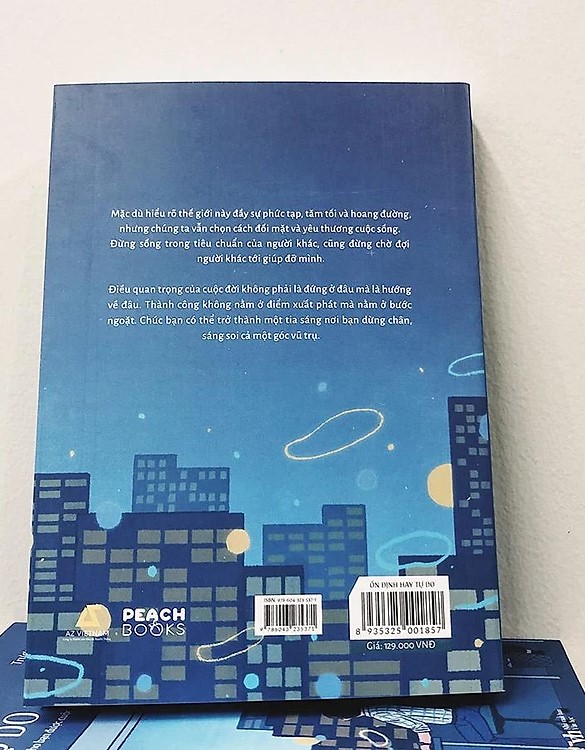 Mặc dù hiểu rõ thế giới này đầy sự phức tạp, tăm tối và hoang đường,
nhưng chúng ta vẫn chọn cách đối mặt và yêu thương cuộc sống.
Đừng sống trong tiêu chuẩn của người khác, cũng đừng chờ đợi
người khác tới giúp đỡ mình.
Điều quan trọng của cuộc đời không phải là đứng ở đâu mà là hướng
về đâu. Thành công không nằm ở điểm xuất phát mà nằm ở bước
ngoặt. Chúc bạn có thể trở thành một tia sáng nơi bạn dừng chân,
sáng soi cả một góc vũ trụ.
AZ VIETNAM
PEACH
BOOKS
ISBN:
ỔN ĐỊNH HAY TỰ DO
8 935325 001857
Giá: 129.000 VNĐ
DO